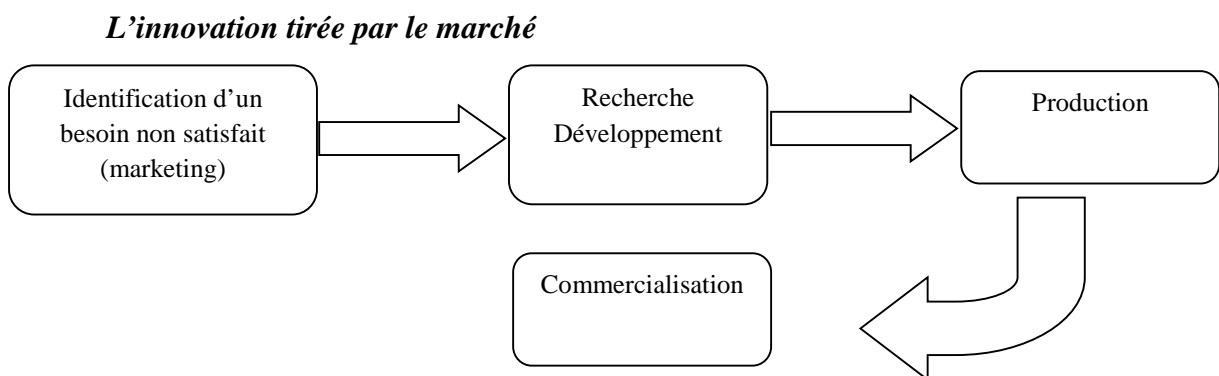 L’innovation tirée par le marché
Identification d’un
besoin non satisfait
(marketing)
Recherche
Développement
Production
Commercialisation